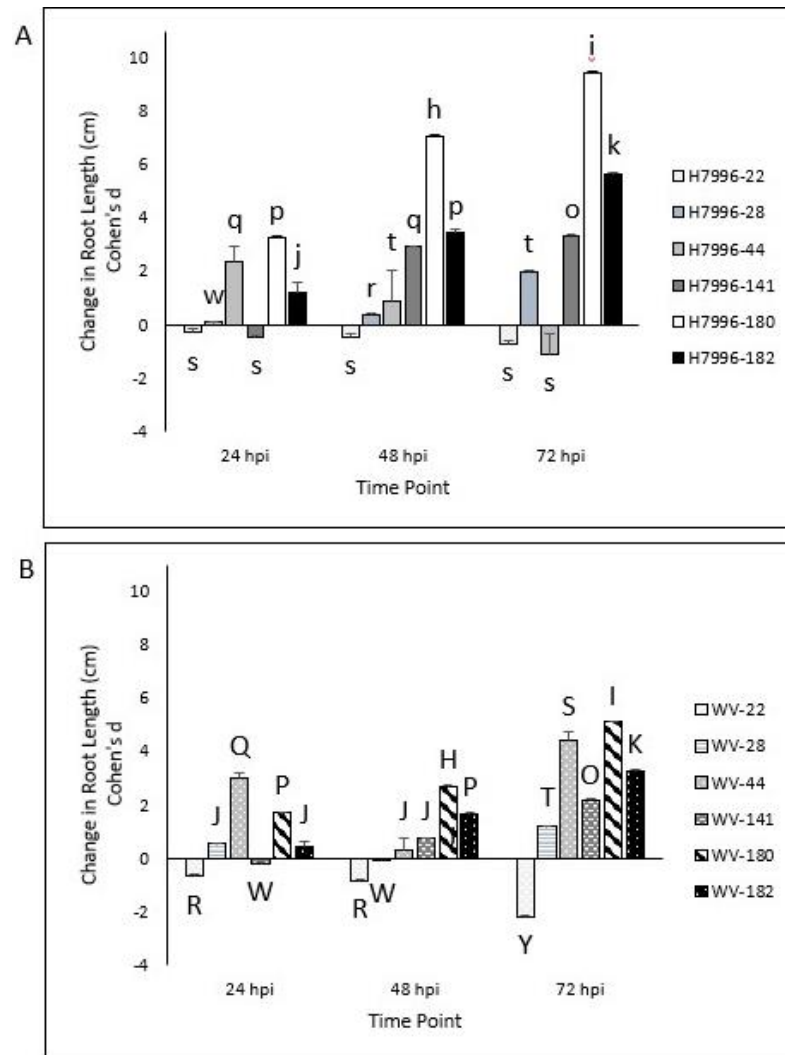 A
Change in Root Length (cm)
Cohen's d
10
8
6
4
2
0
-2
-4
s
w
q
s
p
j
s
r
t
q
h
p
s
t
s
o
i
k
24 hpi
48 hpi
72 hpi
Time Point
H7996-22
H7996-28
H7996-44
H7996-141
H7996-180
H7996-182
B
Change in Root Length (cm)
Cohen's d
10
8
6
4
2
0
-2
-4
R
J
Q
W
P
J
R
W
J
J
H
P
Y
T
S
O
I
K
24 hpi
48 hpi
72 hpi
Time Point
WV-22
WV-28
WV-44
WV-141
WV-180
WV-182